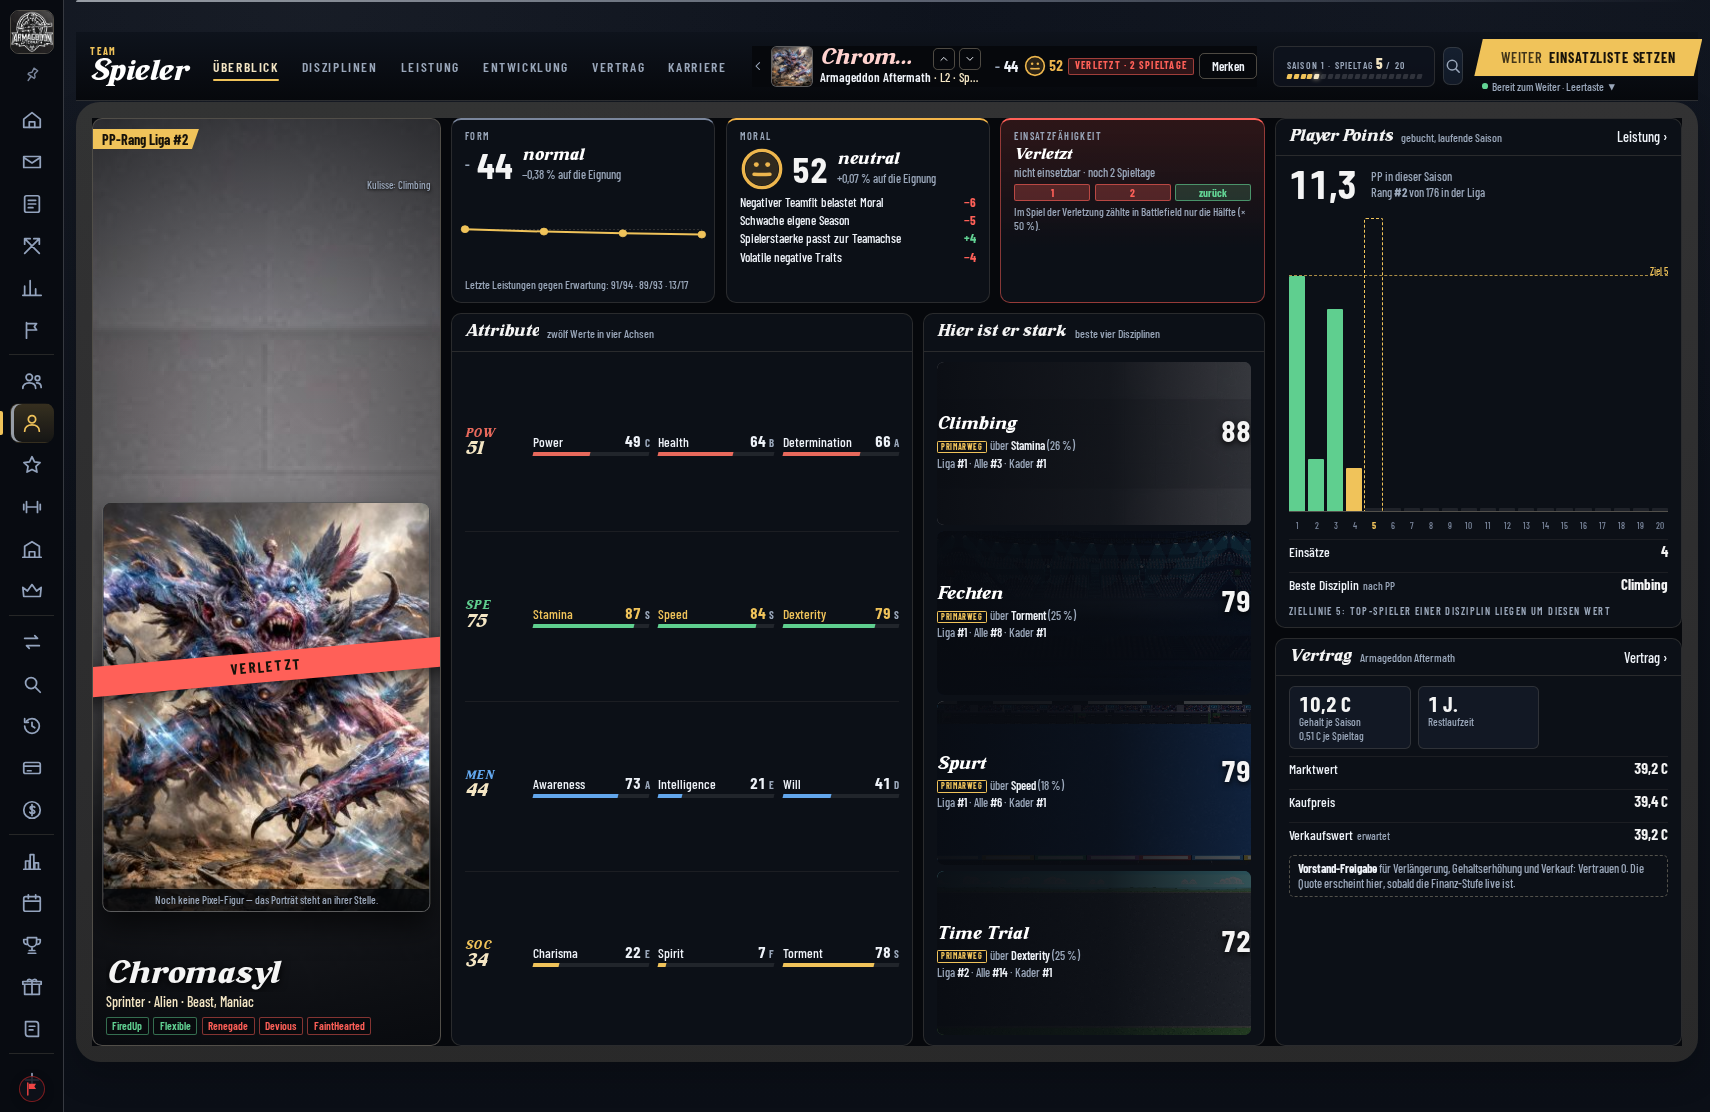 TEAM
Spieler
ÜBERBLICK
DISZIPLINEN
LEISTUNG
ENTWICKLUNG
VERTRAG
KARRIERE
Chrom...
Armageddon Aftermath · L2 · Sp...
- 44
52
VERLETZT · 2 SPIELTAGE
Merken
SAISON 1 · SPIELTAG 5 / 20
WEITER EINSATZLISTE SETZEN
Bereit zum Weiter · Leertaste ▼
PP-Rang Liga #2
Kulisse: Climbing
VERLETZT
Noch keine Pixel-Figur — das Porträt steht an ihrer Stelle.
Chromasyl
Sprinter · Alien · Beast, Maniac
FiredUp
Flexible
Renegade
Devious
FaintHearted
FORM
- 44 normal
−0,38 % auf die Eignung
Letzte Leistungen gegen Erwartung: 91/94 · 89/93 · 13/17
MORAL
52 neutral
+0,07 % auf die Eignung
Negativer Teamfit belastet Moral −6
Schwache eigene Season −5
Spielerstaerke passt zur Teamachse +4
Volatile negative Traits −4
EINSATZFÄHIGKEIT
Verletzt
nicht einsetzbar · noch 2 Spieltage
1 2 zurück
Im Spiel der Verletzung zählte in Battlefield nur die Hälfte (×
50 %).
Attribute zwölf Werte in vier Achsen
POW
51
Power 49 C
Health 64 B
Determination 66 A
SPE
75
Stamina 87 S
Speed 84 S
Dexterity 79 S
MEN
44
Awareness 73 A
Intelligence 21 E
Will 41 D
SOC
34
Charisma 22 E
Spirit 7 F
Torment 78 S
Hier ist er stark beste vier Disziplinen
Climbing
88
PRIMÄRWEG über Stamina (26 %)
Liga #1 · Alle #3 · Kader #1
Fechten
79
PRIMÄRWEG über Torment (25 %)
Liga #1 · Alle #8 · Kader #1
Spurt
79
PRIMÄRWEG über Speed (18 %)
Liga #1 · Alle #6 · Kader #1
Time Trial
72
PRIMÄRWEG über Dexterity (25 %)
Liga #2 · Alle #14 · Kader #1
Player Points gebucht, laufende Saison
Leistung ›
11,3
PP in dieser Saison
Rang #2 von 176 in der Liga
Ziel 5
1 2 3 4 5 6 7 8 9 10 11 12 13 14 15 16 17 18 19 20
Einsätze 4
Beste Disziplin nach PP Climbing
ZIELLINIE 5: TOP-SPIELER EINER DISZIPLIN LIEGEN UM DIESEN WERT
Vertrag Armageddon Aftermath
Vertrag ›
10,2 C
Gehalt je Saison
0,51 C je Spieltag
1 J.
Restlaufzeit
Marktwert 39,2 C
Kaufpreis 39,4 C
Verkaufswert erwartet 39,2 C
Vorstand-Freigabe für Verlängerung, Gehaltserhöhung und Verkauf: Vertrauen 0. Die
Quote erscheint hier, sobald die Finanz-Stufe live ist.